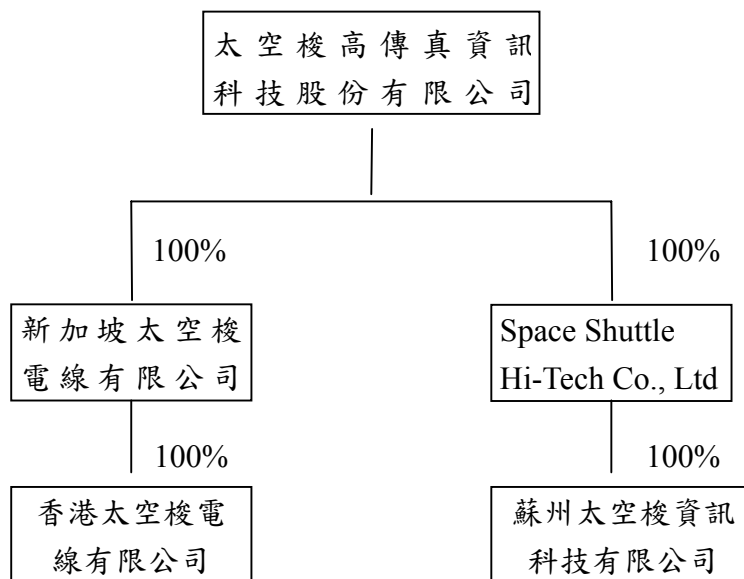 太空梭高傳真資訊
科技股份有限公司
100%
100%
新加坡太空梭
電線有限公司
Space Shuttle
Hi-Tech Co., Ltd
100%
100%
香港太空梭電
線有限公司
蘇州太空梭資訊
科技有限公司